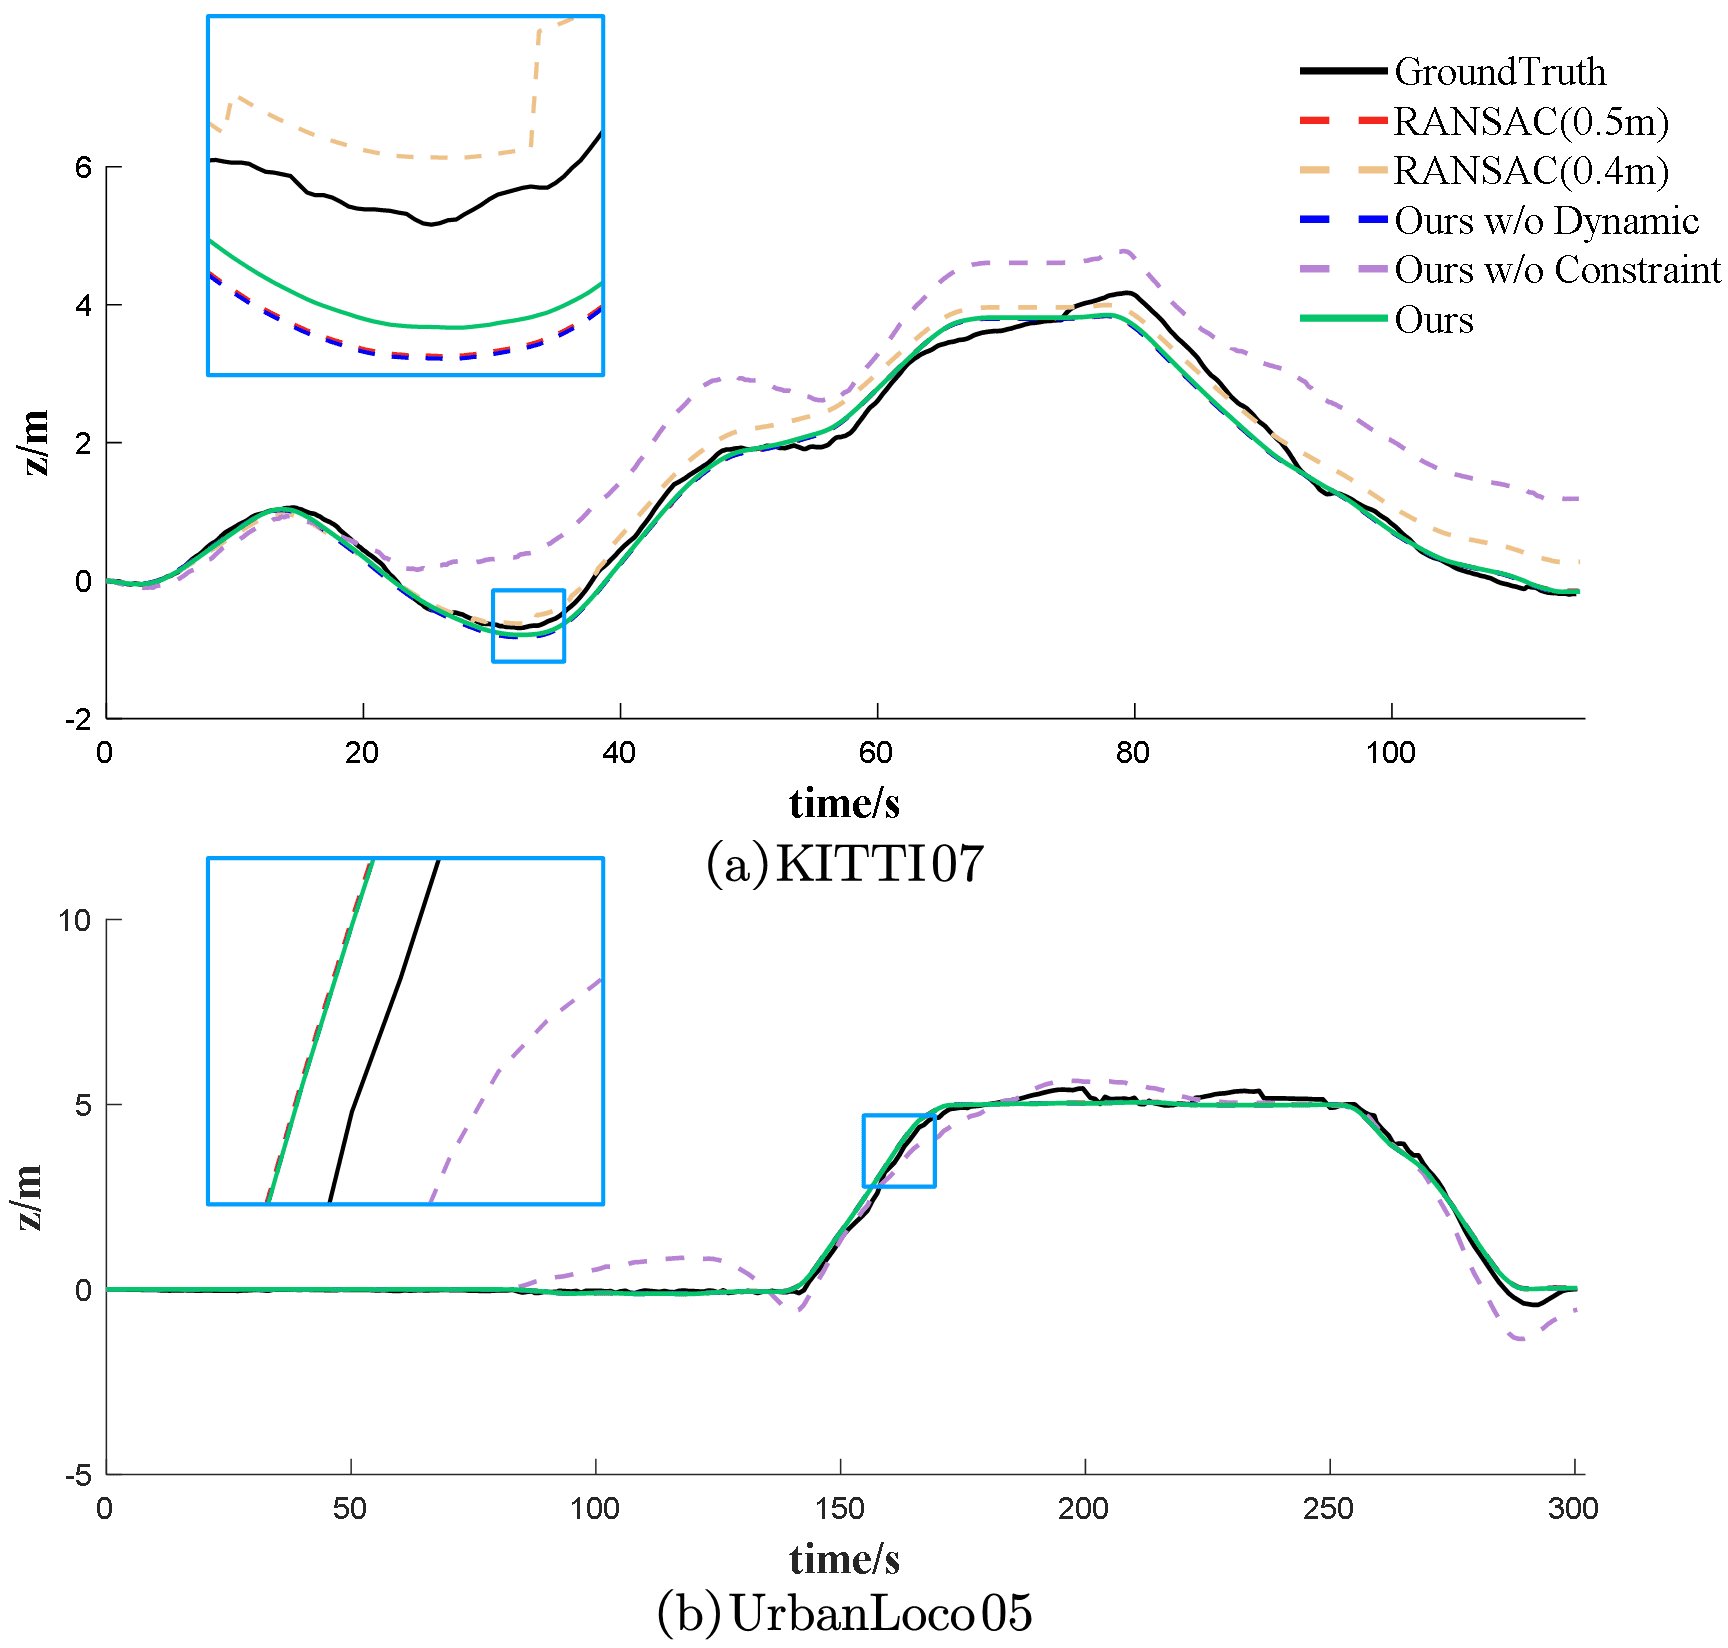 GroundTruth
RANSAC(0.5m)
RANSAC(0.4m)
Ours w/o Dynamic
Ours w/o Constraint
Ours
6
4
2
0
-2
z/m
0 20 40 60 80 100
time/s
(a) KITTI07
10
5
0
-5
z/m
0 50 100 150 200 250 300
time/s
(b) UrbanLoco05